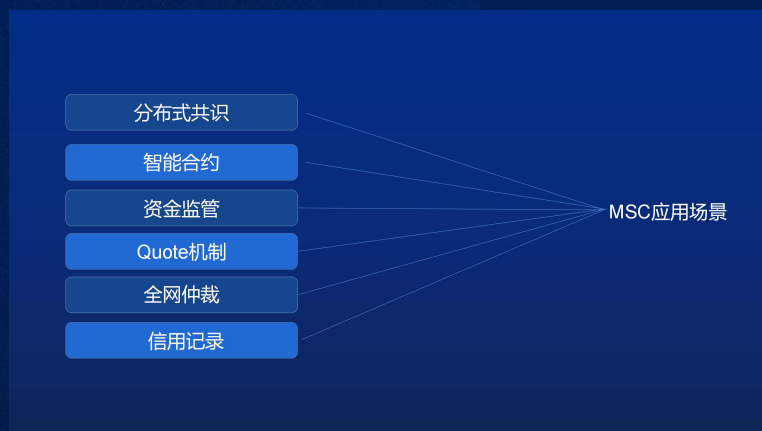 分布式共识
智能合约
资金监管
Quote机制
全网仲裁
信用记录
MSC应用场景